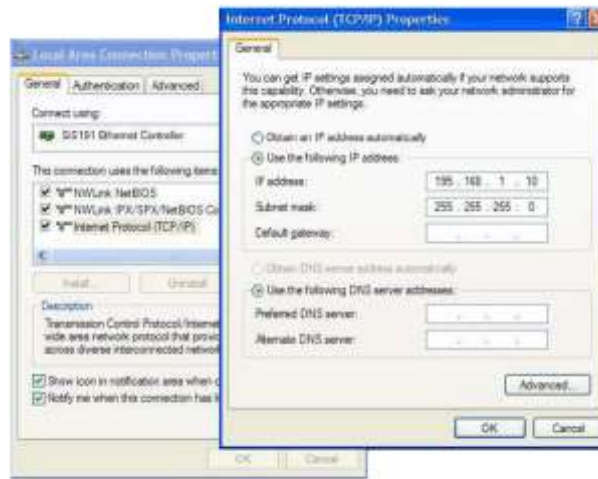 Internet Protocol (TCP/IP) Properties
General
You can get IP settings assigned automatically if your network supports
this capability. Otherwise, you need to ask your network administrator for
the appropriate IP settings.
Obtain an IP address automatically
Use the following IP address:
IP address:
195 . 168 . 1 . 10
Subnet mask:
255 . 255 . 255 . 0
Default gateway:
Obtain DNS server address automatically
Use the following DNS server addresses:
Preferred DNS server:
Alternate DNS server:
Advanced...
OK
Cancel
Local Area Connection Propert
General
Authentication
Advanced
Connect using:
SiS191 Ethernet Controller
This connection uses the following items:
NWLink NetBIOS
NWLink IPX/SPX/NetBIOS Co
Internet Protocol (TCP/IP)
Install...
Uninstall
Description
Transmission Control Protocol/Internet
wide area network protocol that provid
across diverse interconnected network
Show icon in notification area when c
Notify me when this connection has li
OK
Cancel